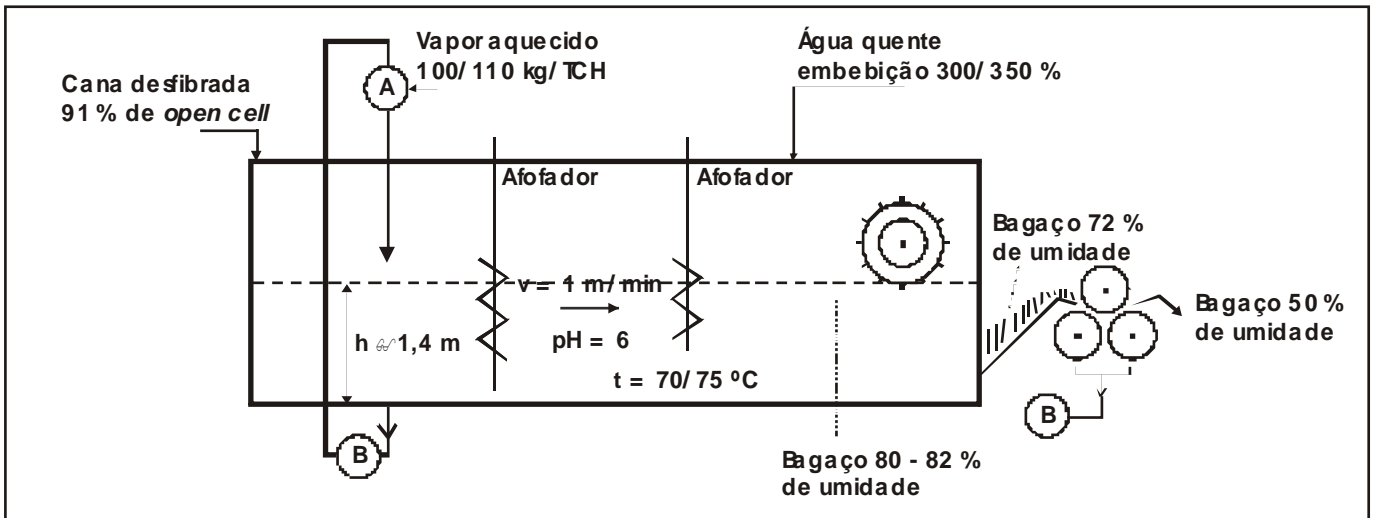 Vapor aquecido
100/110 kg/TCH
Água quente
embebição 300/350 %
Cana desfibrada
91 % de open cell
A
Afofador
Afofador
Bagaço 72 %
de umidade
v = 1 m/min
Bagaço 50 %
de umidade
h 1,4 m
pH = 6
t = 70/75 ºC
B
B
Bagaço 80 - 82 %
de umidade